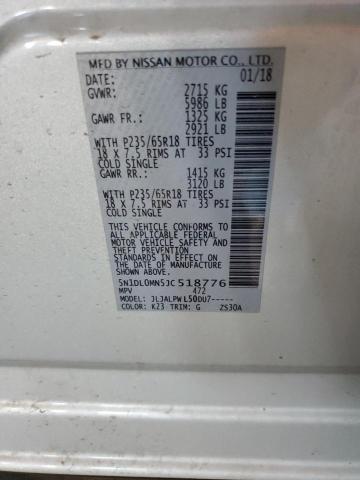 MFD BY NISSAN MOTOR CO., LTD.
DATE: 01/18
GVWR: 2715 KG
5986 LB
GAWR FR: 1325 KG
2921 LB
WITH P235/65R18 TIRES
18 X 7.5 RIMS AT 33 PSI
COLD SINGLE
GAWR RR: 1415 KG
3120 LB
WITH P235/65R18 TIRES
18 X 7.5 RIMS AT 33 PSI
COLD SINGLE
THIS VEHICLE CONFORMS TO
ALL APPLICABLE FEDERAL
MOTOR VEHICLE SAFETY AND
THEFT PREVENTION
STANDARDS IN EFFECT ON
THE DATE OF MANUFACTURE
SHOWN ABOVE.
5N1DL0MN5JC518776
MPV 472
MODEL: JLJALPWL50DU7-----
COLOR: K23 TRIM: G ZS30A